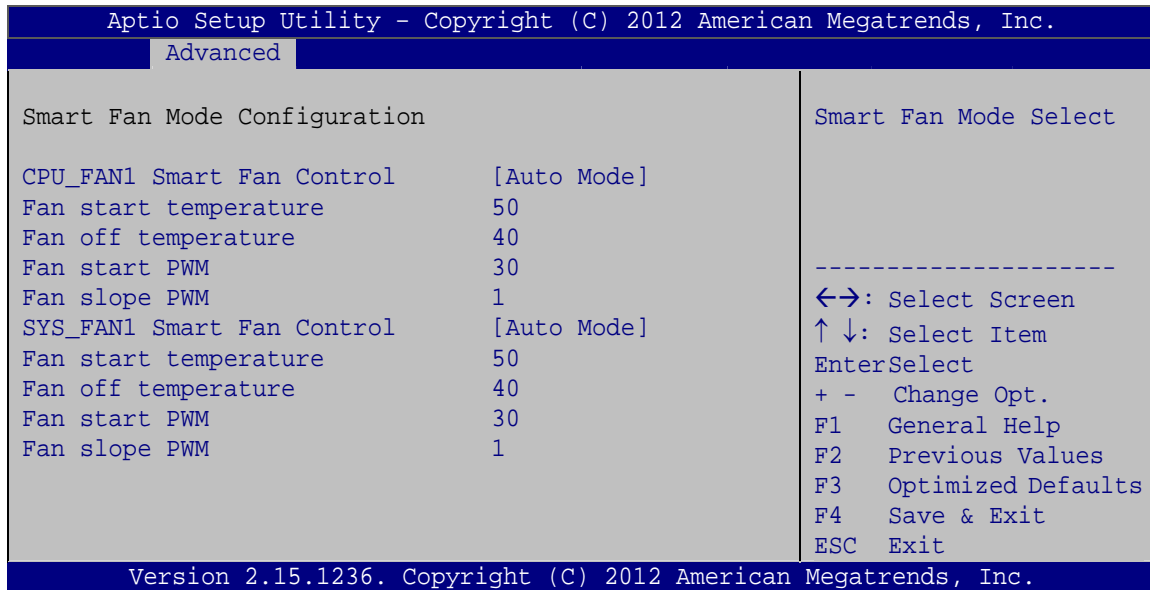 Aptio Setup Utility – Copyright (C) 2012 American Megatrends, Inc.
Advanced
Smart Fan Mode Configuration
CPU_FAN1 Smart Fan Control [Auto Mode]
Fan start temperature 50
Fan off temperature 40
Fan start PWM 30
Fan slope PWM 1
SYS_FAN1 Smart Fan Control [Auto Mode]
Fan start temperature 50
Fan off temperature 40
Fan start PWM 30
Fan slope PWM 1
Smart Fan Mode Select
---------------------
←→: Select Screen
↑ ↓: Select Item
EnterSelect
+ - Change Opt.
F1 General Help
F2 Previous Values
F3 Optimized Defaults
F4 Save & Exit
ESC Exit
Version 2.15.1236. Copyright (C) 2012 American Megatrends, Inc.